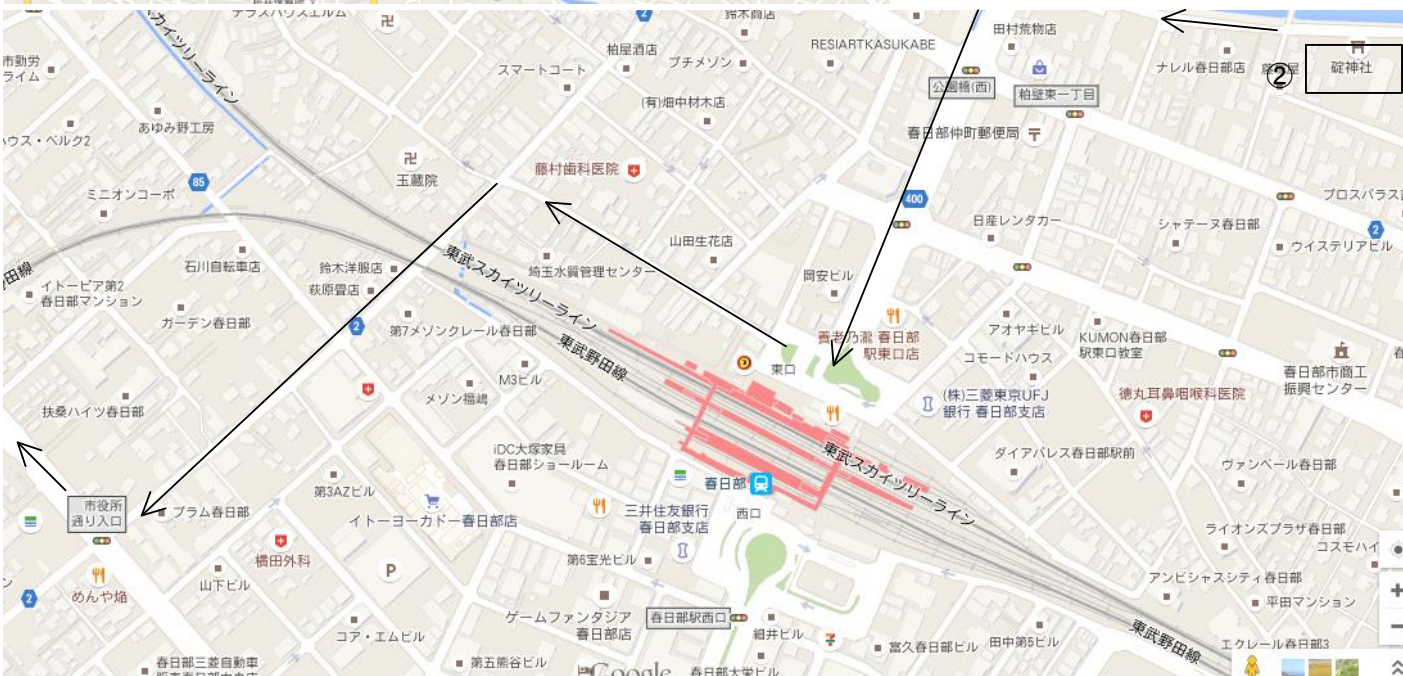 テラスハウスエルム
鈴木商店
田村荒物店
2
RESIARTKASUKABE
柏屋酒店
プチメゾン
スマートコート
ナレル春日部店
②
碇神社
公園橋(西)
粕壁東一丁目
(有)畑中材木店
スカイツリーライン
あゆみ野工房
春日部仲町郵便局
ハウス・ベルク2
玉蔵院
藤村歯科医院
85
ミニオンコーポ
400
日産レンタカー
シャテーヌ春日部
2
ウイステリアビル
山田生花店
石川自転車店
鈴木洋服店
萩原畳店
東武スカイツリーライン
埼玉水質管理センター
岡安ビル
イトーピア第2
春日部マンション
ガーデン春日部
2
第7メゾンクレール春日部
東武野田線
養老乃瀧 春日部
駅東口店
アオヤギビル
KUMON春日部
駅東口教室
コモードハウス
東口
春日部市商工
振興センター
M3ビル
メゾン福嶋
扶桑ハイツ春日部
(株)三菱東京UFJ
銀行 春日部支店
徳丸耳鼻咽喉科医院
iDC大塚家具
春日部ショールーム
東武スカイツリーライン
ダイアパレス春日部駅前
ヴァンベール春日部
春日部
第3AZビル
市役所
通り入口
プラム春日部
イトーヨーカドー春日部店
三井住友銀行
春日部支店
西口
ライオンズプラザ春日部
コスモハイ
横田外科
P
第6宝光ビル
山下ビル
めんや焔
2
アンビシャスシティ春日部
平田マンション
ゲームファンタジア
春日部店
春日部駅西口
細井ビル
コア・エムビル
富久春日部ビル
田中第5ビル
東武野田線
エクレール春日部3
春日部三菱自動車
第五熊谷ビル
Google
春日部大栄ビル